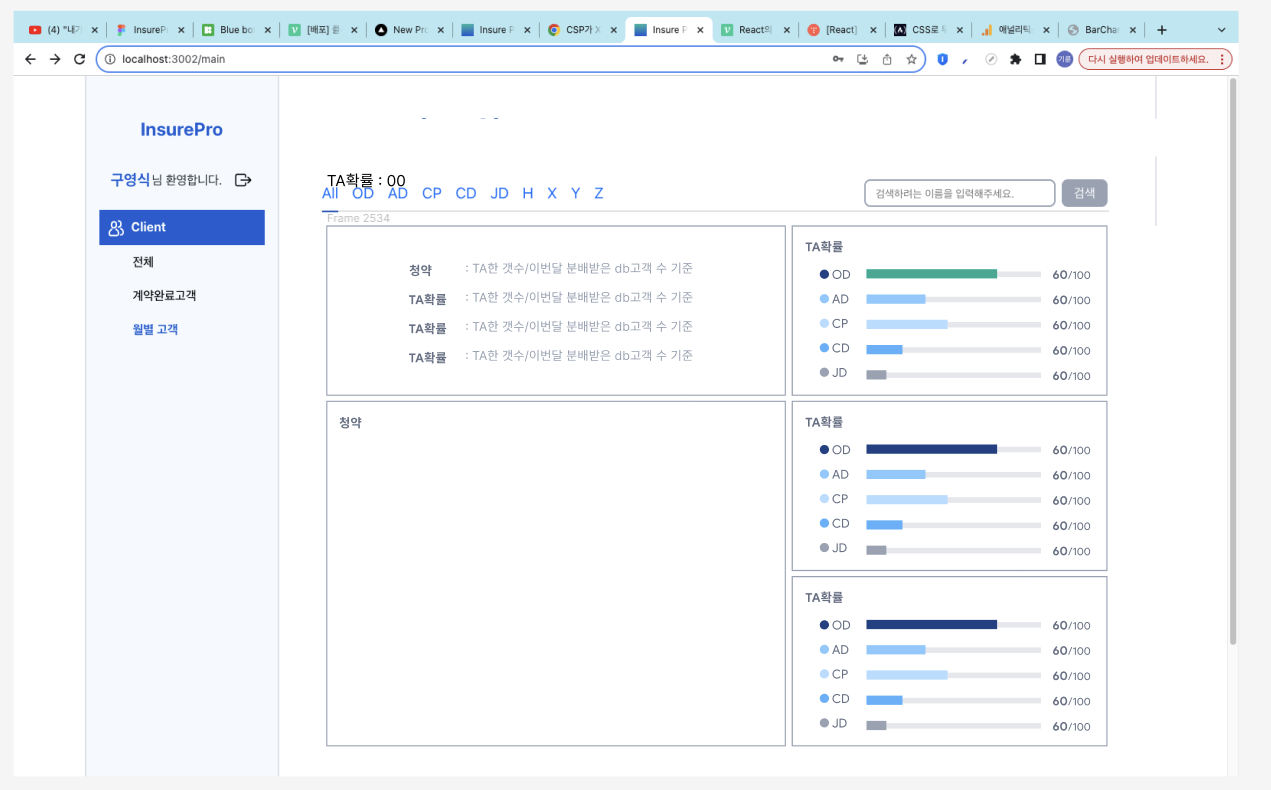 (4) "내가
InsureP
Blue bo
[배포]
New Pro
Insure P
CSP가 X
Insure P
React의
[React]
CSS로
애널리틱
BarChar
localhost:3002/main
기름
다시 실행하여 업데이트하세요.
InsurePro
구영식님 환영합니다.
Client
전체
계약완료고객
월별 고객
TA확률 : 00
All OD AD CP CD JD H X Y Z
검색하려는 이름을 입력해주세요.
검색
Frame 2534
청약 : TA한 갯수/이번달 분배받은 db고객 수 기준
TA확률 : TA한 갯수/이번달 분배받은 db고객 수 기준
TA확률 : TA한 갯수/이번달 분배받은 db고객 수 기준
TA확률 : TA한 갯수/이번달 분배받은 db고객 수 기준
TA확률
OD 60/100
AD 60/100
CP 60/100
CD 60/100
JD 60/100
청약
TA확률
OD 60/100
AD 60/100
CP 60/100
CD 60/100
JD 60/100
TA확률
OD 60/100
AD 60/100
CP 60/100
CD 60/100
JD 60/100